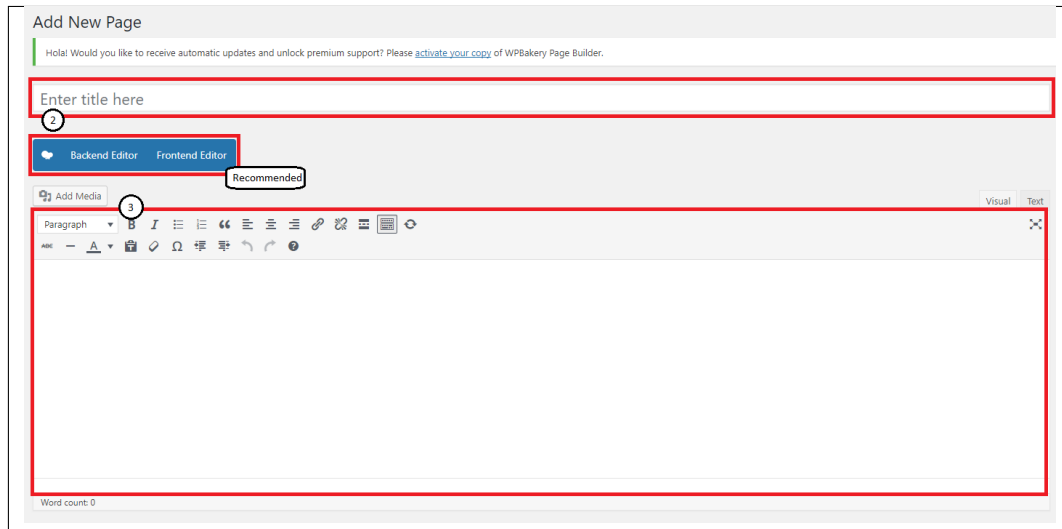 Add New Page
Hola! Would you like to receive automatic updates and unlock premium support? Please activate your copy of WPBakery Page Builder.
Enter title here
2
Backend Editor Frontend Editor
Recommended
Add Media
Visual Text
3
Paragraph B I
ABC A Ω
Word count: 0